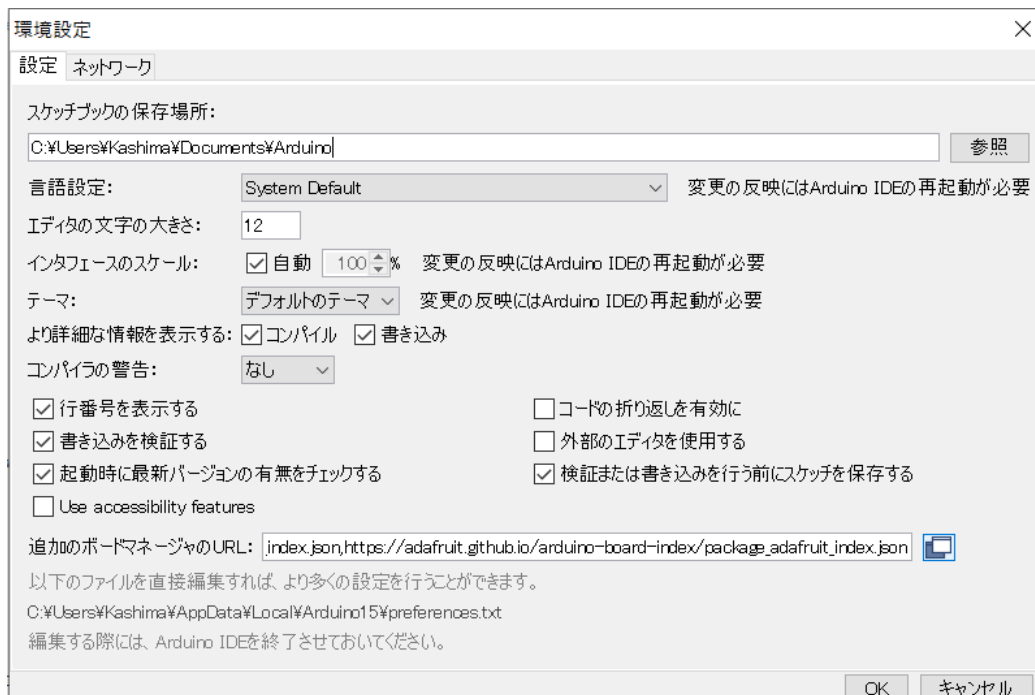 環境設定
設定 ネットワーク
スケッチブックの保存場所：
C:¥Users¥Kashima¥Documents¥Arduino 参照
言語設定： System Default 変更の反映にはArduino IDEの再起動が必要
エディタの文字の大きさ： 12
インタフェースのスケール： 自動 100 % 変更の反映にはArduino IDEの再起動が必要
テーマ： デフォルトのテーマ 変更の反映にはArduino IDEの再起動が必要
より詳細な情報を表示する： コンパイル 書き込み
コンパイラの警告： なし
行番号を表示する コードの折り返しを有効に
書き込みを検証する 外部のエディタを使用する
起動時に最新バージョンの有無をチェックする 検証または書き込みを行う前にスケッチを保存する
Use accessibility features
追加のボードマネージャのURL： _index.json,https://adafruit.github.io/arduino-board-index/package_adafruit_index.json
以下のファイルを直接編集すれば、より多くの設定を行うことができます。
C:¥Users¥Kashima¥AppData¥Local¥Arduino15¥preferences.txt
編集する際には、Arduino IDEを終了させておいてください。
OK キャンセル